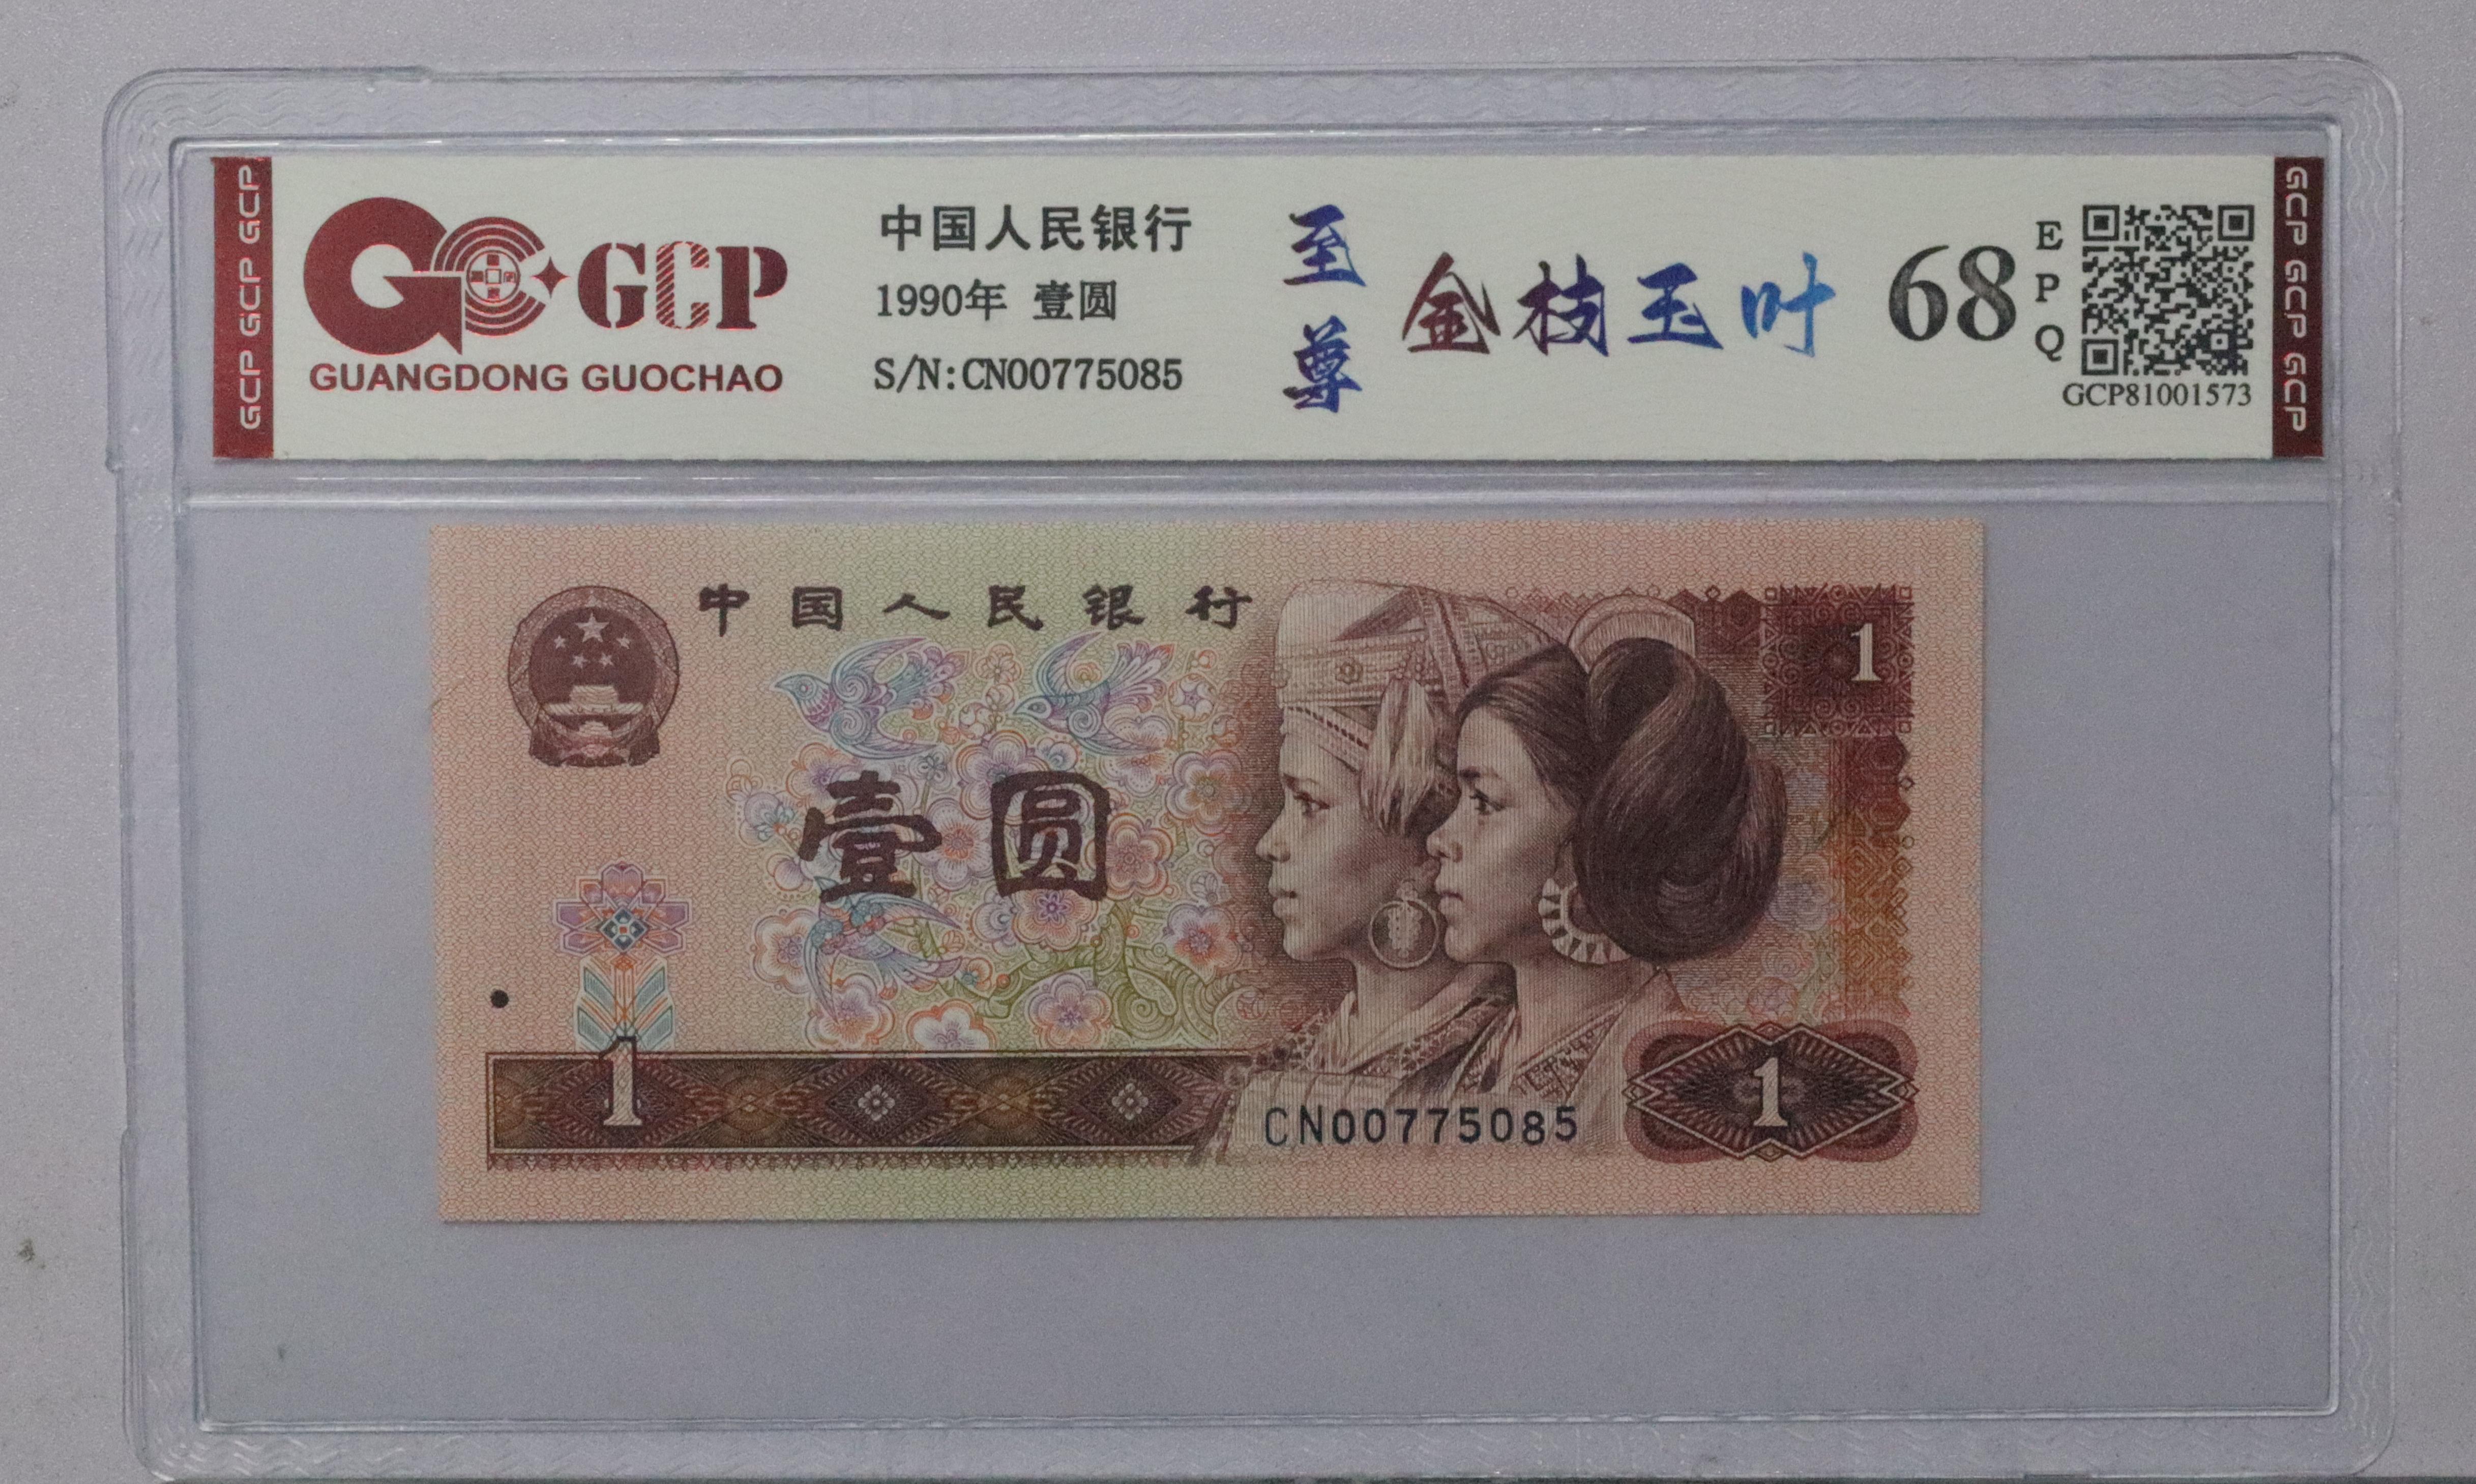 GCP GCP GCP
GCP
GUANGDONG GUOCHAO
中国人民银行
1990年 壹圆
S/N:CN00775085
至尊
金枝玉叶
68
EPQ
GCP81001573
GCP GCP GCP
中国人民银行
1
壹圆
1
CN00775085
1